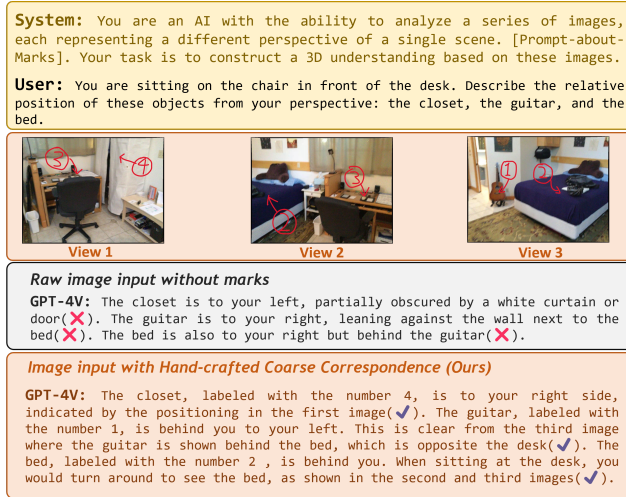 System: You are an AI with the ability to analyze a series of images,
each representing a different perspective of a single scene. [Prompt-about-
Marks]. Your task is to construct a 3D understanding based on these images.
User: You are sitting on the chair in front of the desk. Describe the relative
position of these objects from your perspective: the closet, the guitar, and the
bed.
3 4
2 3
1 2
View 1 View 2 View 3
Raw image input without marks
GPT-4V: The closet is to your left, partially obscured by a white curtain or
door(❌). The guitar is to your right, leaning against the wall next to the
bed(❌). The bed is also to your right but behind the guitar(❌).
Image input with Hand-crafted Coarse Correspondence (Ours)
GPT-4V: The closet, labeled with the number 4, is to your right side,
indicated by the positioning in the first image(✔). The guitar, labeled with
the number 1, is behind you to your left. This is clear from the third image
where the guitar is shown behind the bed, which is opposite the desk(✔). The
bed, labeled with the number 2 , is behind you. When sitting at the desk, you
would turn around to see the bed, as shown in the second and third images(✔).